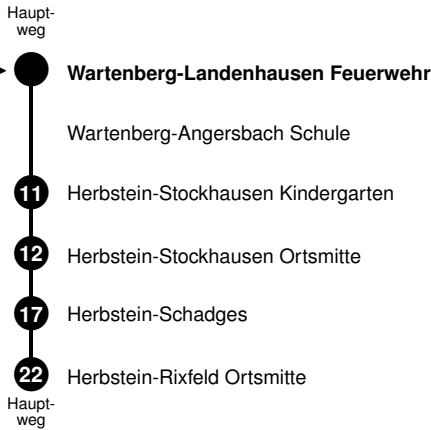 Haupt-
weg
Wartenberg-Landenhausen Feuerwehr
Wartenberg-Angersbach Schule
11 Herbstein-Stockhausen Kindergarten
12 Herbstein-Stockhausen Ortsmitte
17 Herbstein-Schadges
22 Herbstein-Rixfeld Ortsmitte
Haupt-
weg